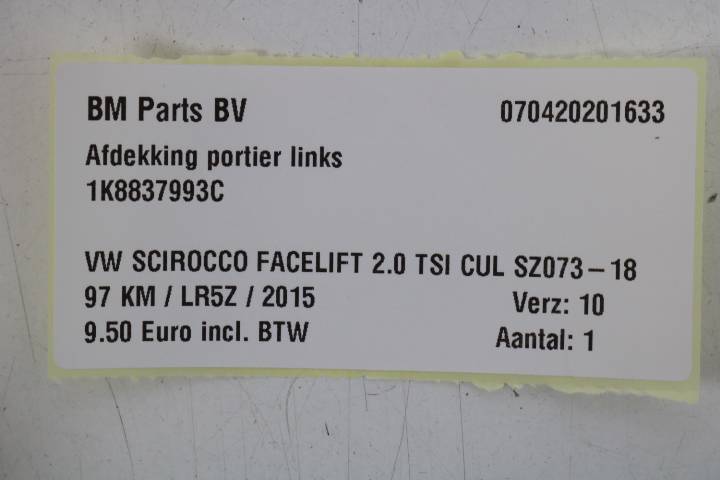 BM Parts BV 070420201633
Afdekking portier links
1K8837993C
VW SCIROCCO FACELIFT 2.0 TSI CUL SZ073-18
97 KM / LR5Z / 2015 Verz: 10
9.50 Euro incl. BTW Aantal: 1